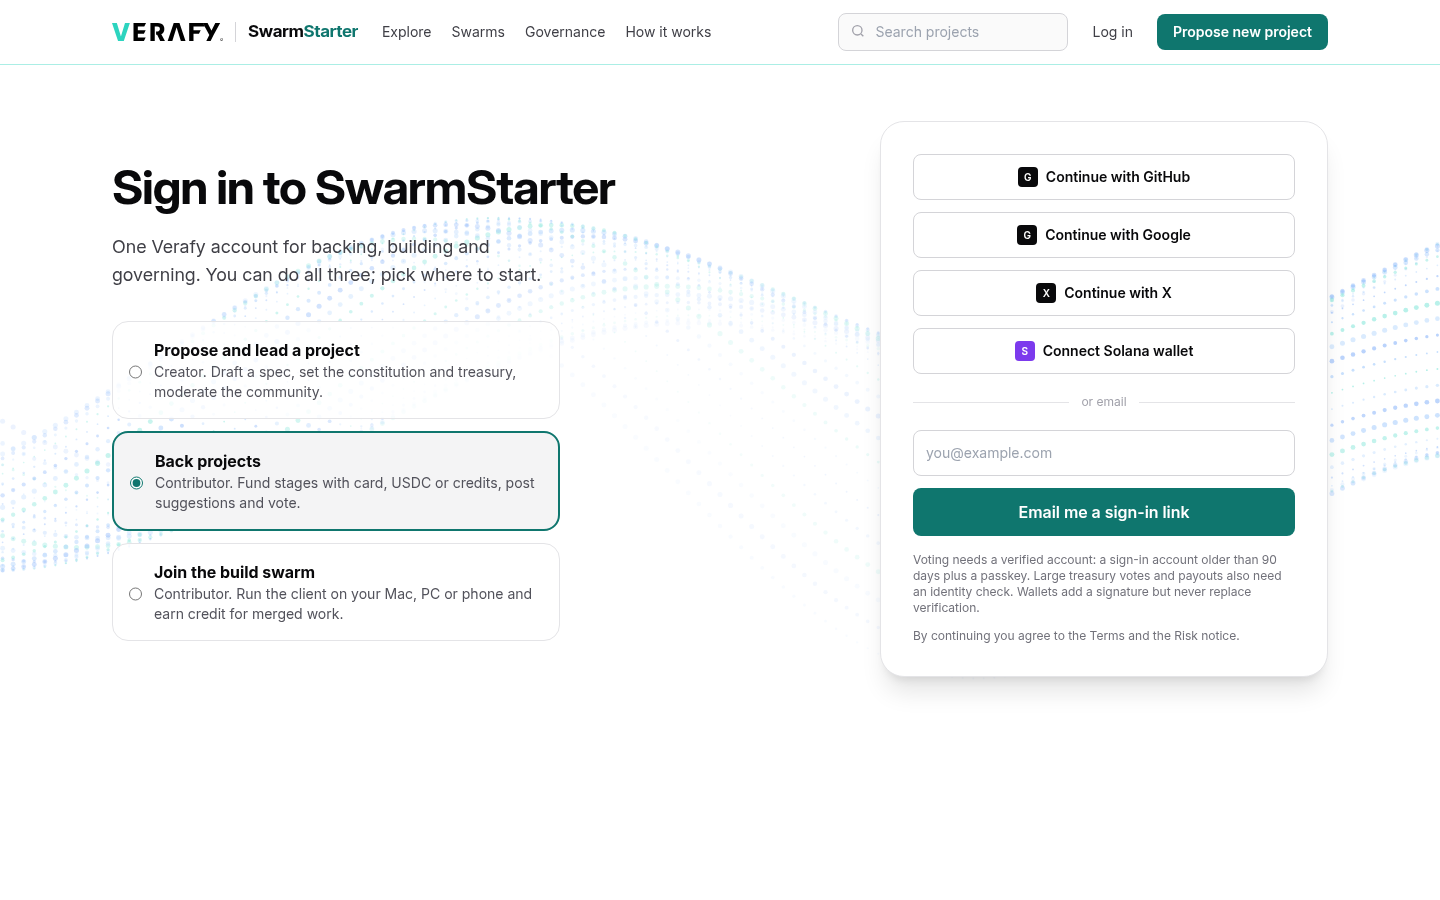 VERAFY
SwarmStarter
Explore
Swarms
Governance
How it works
Search projects
Log in
Propose new project
Sign in to SwarmStarter
One Verafy account for backing, building and
governing. You can do all three; pick where to start.
Propose and lead a project
Creator. Draft a spec, set the constitution and treasury,
moderate the community.
Back projects
Contributor. Fund stages with card, USDC or credits, post
suggestions and vote.
Join the build swarm
Contributor. Run the client on your Mac, PC or phone and
earn credit for merged work.
G Continue with GitHub
G Continue with Google
X Continue with X
S Connect Solana wallet
or email
you@example.com
Email me a sign-in link
Voting needs a verified account: a sign-in account older than 90
days plus a passkey. Large treasury votes and payouts also need
an identity check. Wallets add a signature but never replace
verification.
By continuing you agree to the Terms and the Risk notice.